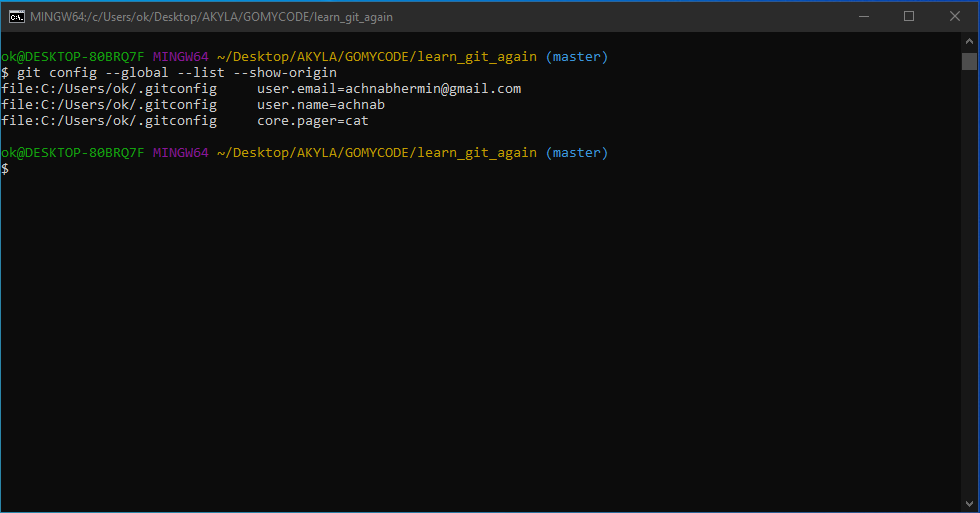 MINGW64:/c/Users/ok/Desktop/AKYLA/GOMYCODE/learn_git_again
ok@DESKTOP-80BRQ7F MINGW64 ~/Desktop/AKYLA/GOMYCODE/learn_git_again (master)
$ git config --global --list --show-origin
file:C:/Users/ok/.gitconfig     user.email=achnabhermin@gmail.com
file:C:/Users/ok/.gitconfig     user.name=achnab
file:C:/Users/ok/.gitconfig     core.pager=cat
ok@DESKTOP-80BRQ7F MINGW64 ~/Desktop/AKYLA/GOMYCODE/learn_git_again (master)
$